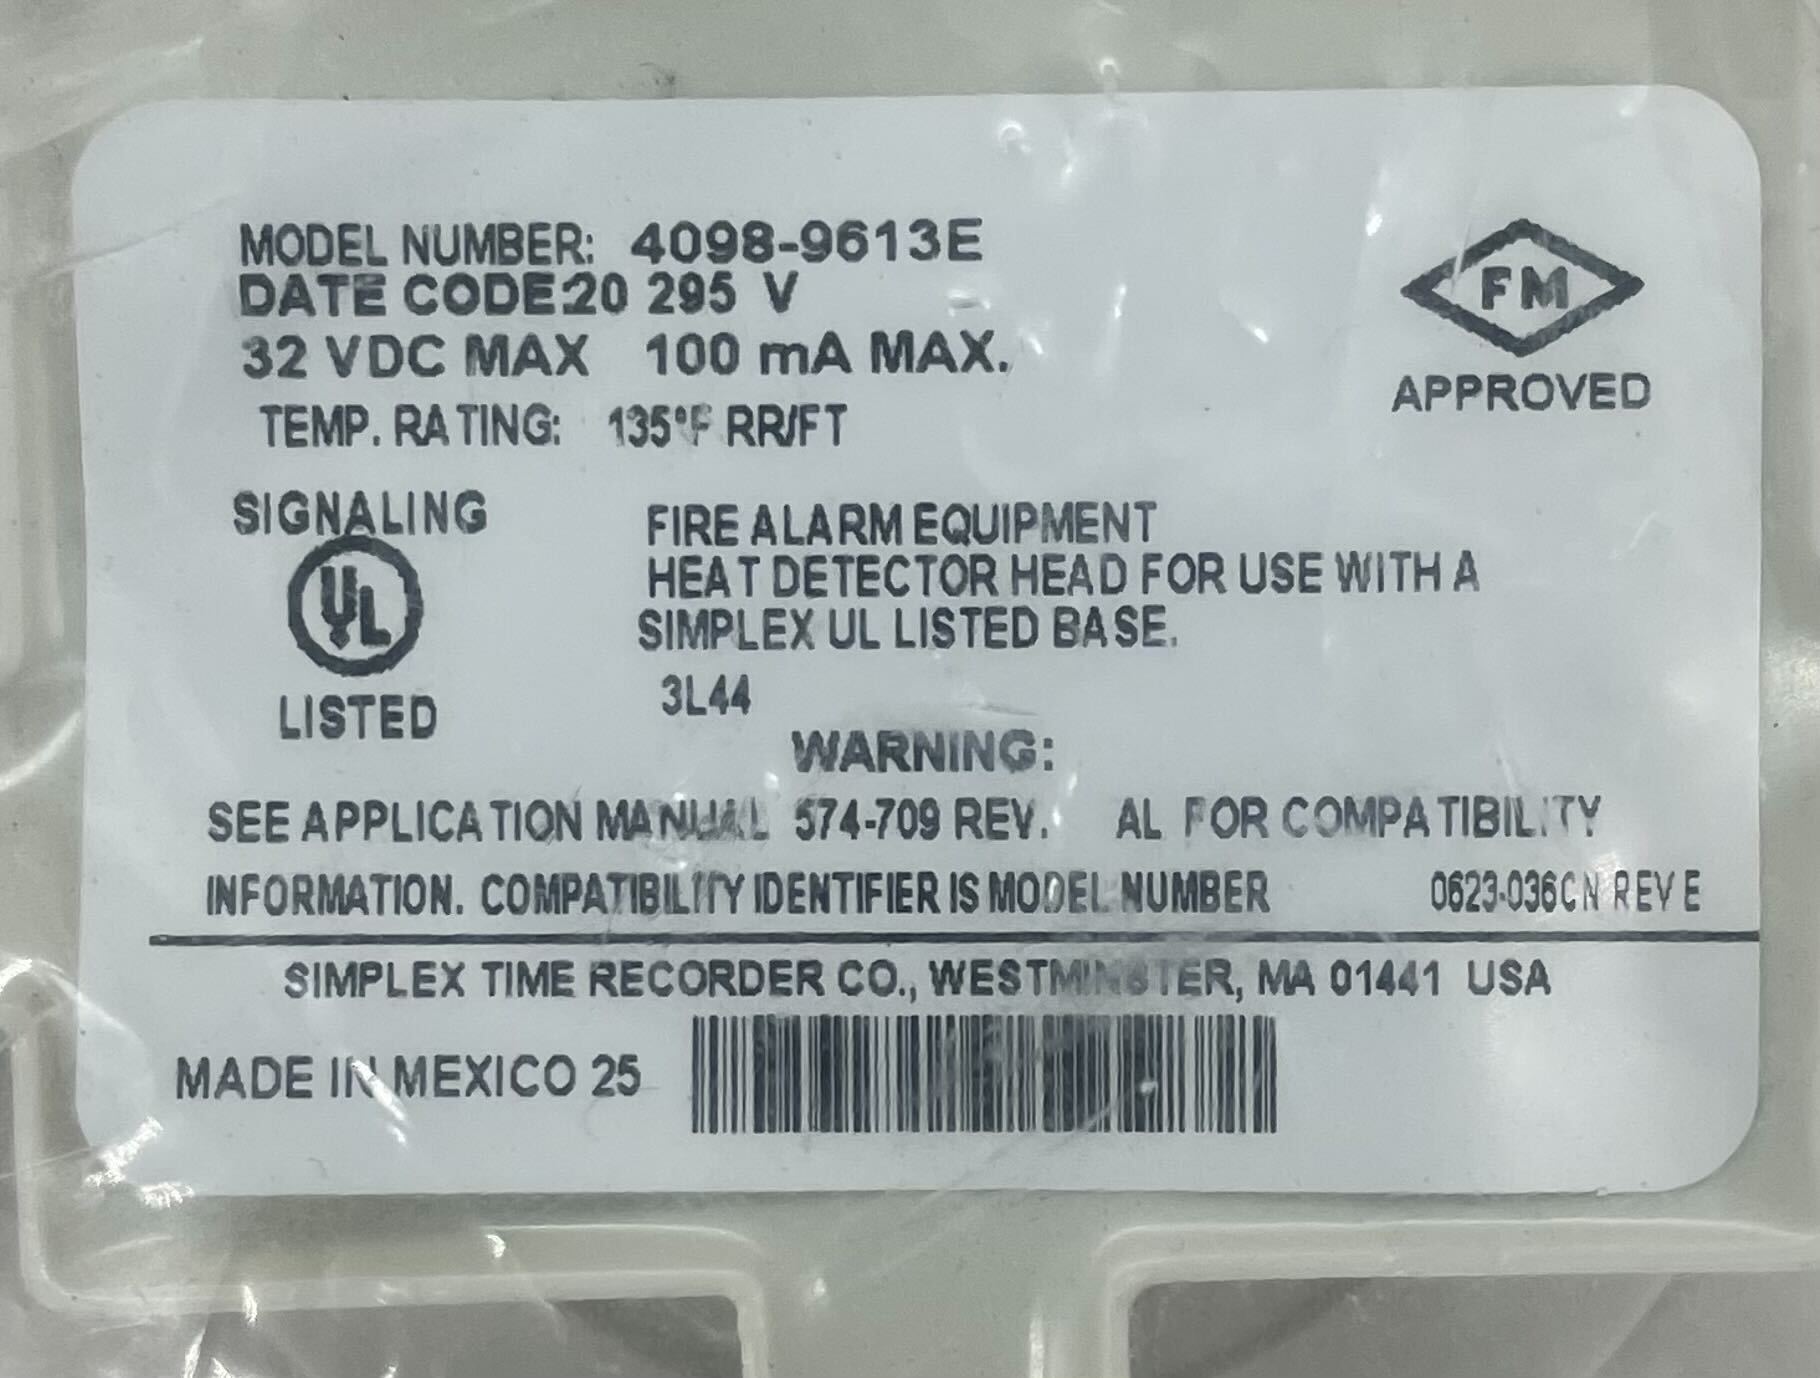 MODEL NUMBER: 4098-9613E
DATE CODE:20 295 V
32 VDC MAX 100 mA MAX.
TEMP. RATING: 135°F RR/FT
FM
APPROVED
SIGNALING
UL
LISTED
FIRE ALARM EQUIPMENT
HEAT DETECTOR HEAD FOR USE WITH A
SIMPLEX UL LISTED BASE.
3L44
WARNING:
SEE APPLICATION MANUAL 574-709 REV. AL FOR COMPATIBILITY
INFORMATION. COMPATIBILITY IDENTIFIER IS MODEL NUMBER 0623-036CN REV E
SIMPLEX TIME RECORDER CO., WESTMINSTER, MA 01441 USA
MADE IN MEXICO 25